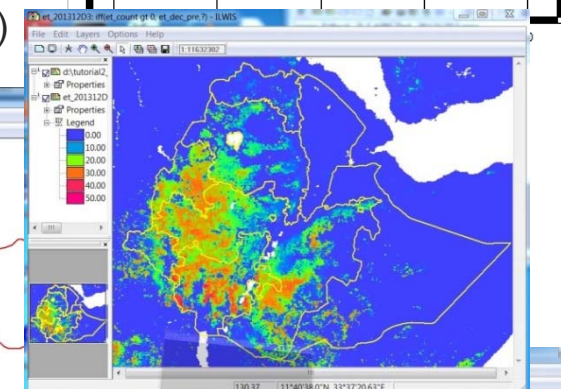 et_201312D3: iff(et_count gt 0, et_dec_pre,?) - ILWIS
File Edit Layers Options Help
1:11632302
d:\tutorial2_
Properties
et_201312D
Properties
Legend
0.00
10.00
20.00
30.00
40.00
50.00
130,37 11°40'38.0"N, 33°37'20.63"E